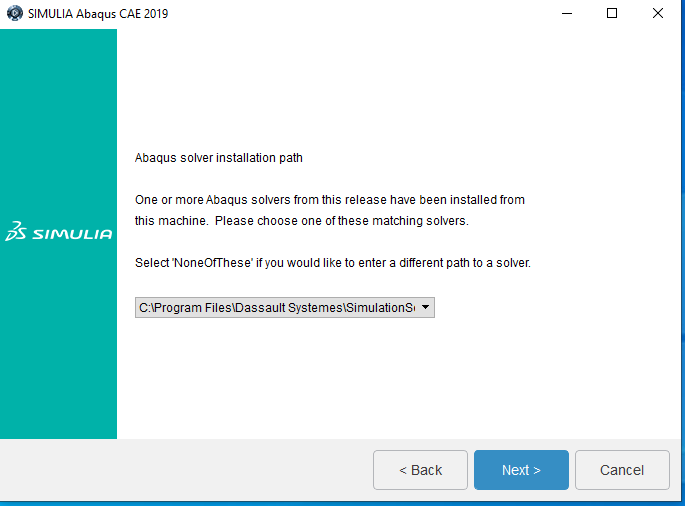 SIMULIA Abaqus CAE 2019
Abaqus solver installation path
One or more Abaqus solvers from this release have been installed from
this machine. Please choose one of these matching solvers.
SIMULIA
Select 'NoneOfThese' if you would like to enter a different path to a solver.
C:\Program Files\Dassault Systemes\SimulationSo
< Back
Next >
Cancel